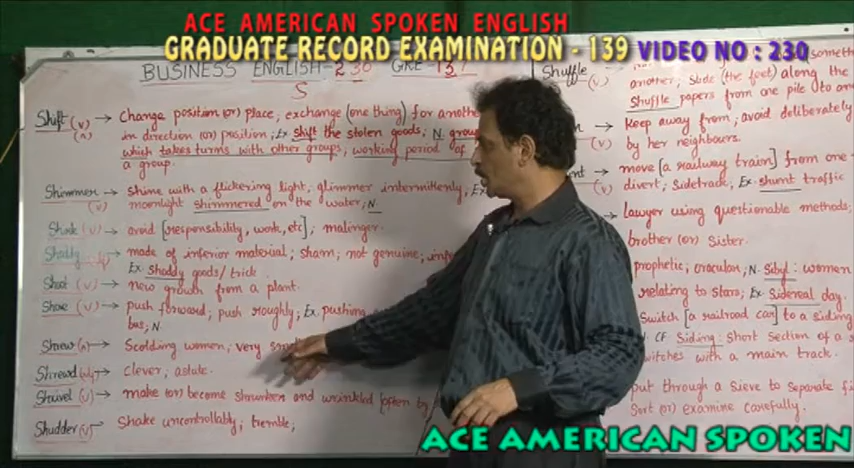 ACE AMERICAN SPOKEN ENGLISH
GRADUATE RECORD EXAMINATION - 139 VIDEO NO : 230
BUSINESS ENGLISH - 230 GRE - 139
S
Shift (v) (n) → Change position (or) place; exchange (one thing) for another
in direction (or) position; Ex shift the stolen goods; N. group
which takes turns with other groups; working period of
a group.
Shimmer (v) → Shine with a flickering light, glimmer intermittently, Ex
moonlight shimmered on the water; N.
Shirk (v) → avoid [responsibility, work, etc]; malinger.
Shoddy → made of inferior material; sham; not genuine;
Ex. shoddy goods/trick.
Shoot (v) → new growth from a plant.
Shove (v) → push forward; push roughly; Ex. pushing
bus; N.
Shrew (n) → Scolding women; very
Shrewd → clever, astute.
Shrivel (v) → make (or) become shrunken and wrinkled [often by
Shudder (v) → Shake uncontrollably; tremble;
Shuffle (v)
another; slide (the feet) along the
shuffle papers from one pile to
→ Keep away from; avoid deliberately
by her neighbours.
(v) → move [a railway train] from one
divert; sidetrack; Ex. shunt traffic
→ lawyer using questionable methods;
brother (or) sister.
prophetic; oracular; N. Sibyl: women
relating to stars; Ex. Sidereal day.
Switch [a railroad car] to a siding
CF Siding: Short section of
switches with a main track.
put through a sieve to separate
Sort (or) examine carefully.
ACE AMERICAN SPOKEN